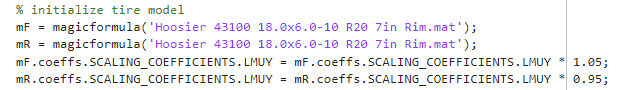 % initialize tire model
mF = magicformula('Hoosier 43100 18.0x6.0-10 R20 7in Rim.mat');
mR = magicformula('Hoosier 43100 18.0x6.0-10 R20 7in Rim.mat');
mF.coeffs.SCALING_COEFFICIENTS.LMUY = mF.coeffs.SCALING_COEFFICIENTS.LMUY * 1.05;
mR.coeffs.SCALING_COEFFICIENTS.LMUY = mR.coeffs.SCALING_COEFFICIENTS.LMUY * 0.95;